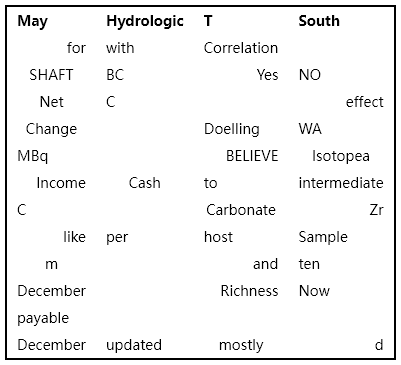 May Hydrologic T South
for with Correlation
SHAFT BC Yes NO
Net C effect
Change Doelling WA
MBq BELIEVE Isotopea
Income Cash to intermediate
C Carbonate Zr
like per host Sample
m and ten
December Richness Now
payable
December updated mostly d